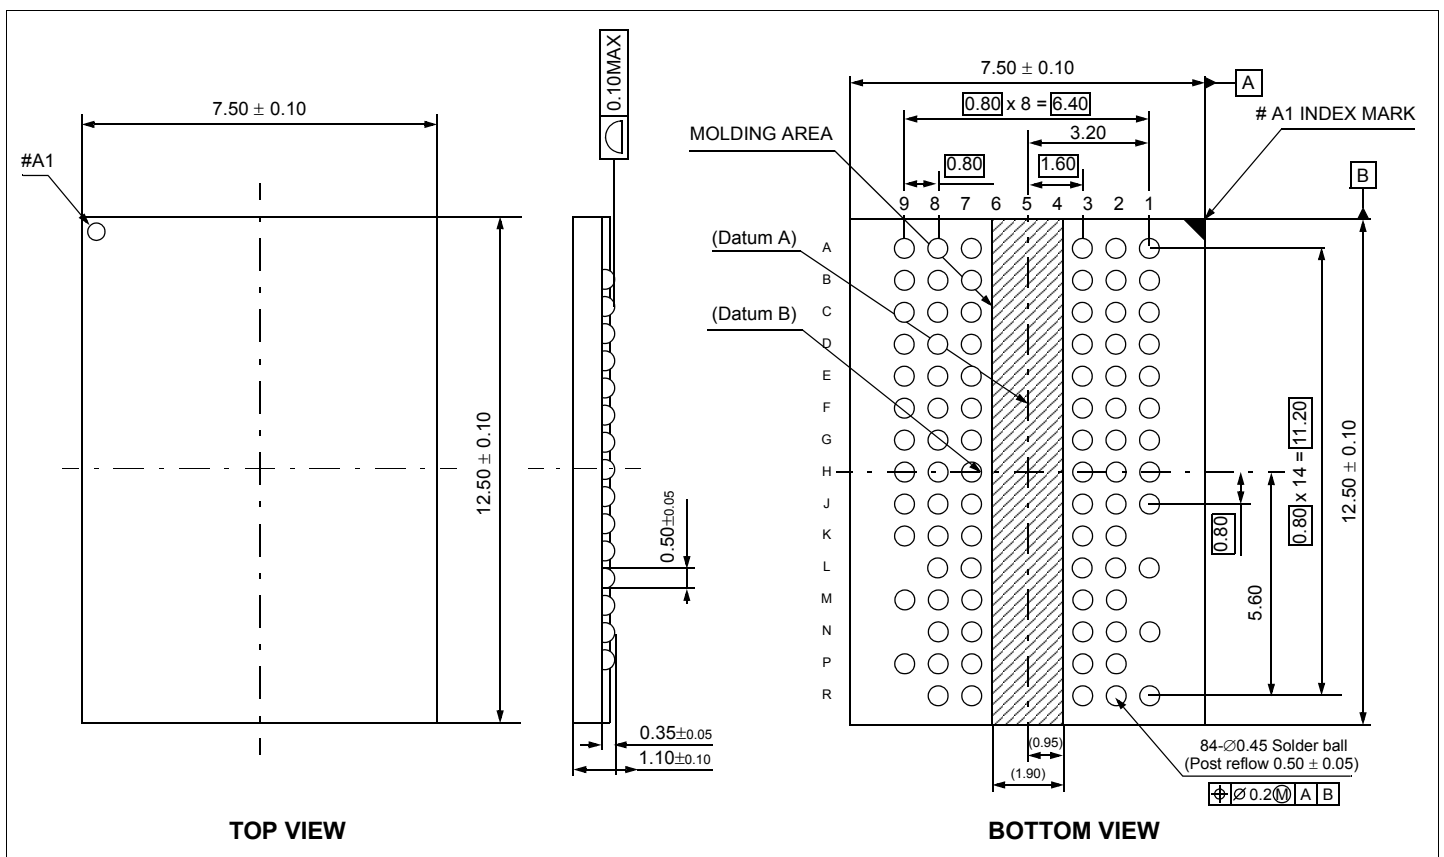 7.50 ± 0.10
#A1
12.50 ± 0.10
TOP VIEW
0.10MAX
0.50±0.05
0.35±0.05
1.10±0.10
7.50 ± 0.10
A
0.80 x 8 = 6.40
# A1 INDEX MARK
MOLDING AREA
3.20
0.80
1.60
B
9 8 7 6 5 4 3 2 1
(Datum A)
(Datum B)
A
B
C
D
E
F
G
H
J
K
L
M
N
P
R
0.80 x 14 = 11.20
12.50 ± 0.10
0.80
5.60
(0.95)
(1.90)
84-∅0.45 Solder ball
(Post reflow 0.50 ± 0.05)
⌖ ∅ 0.2Ⓜ A B
BOTTOM VIEW